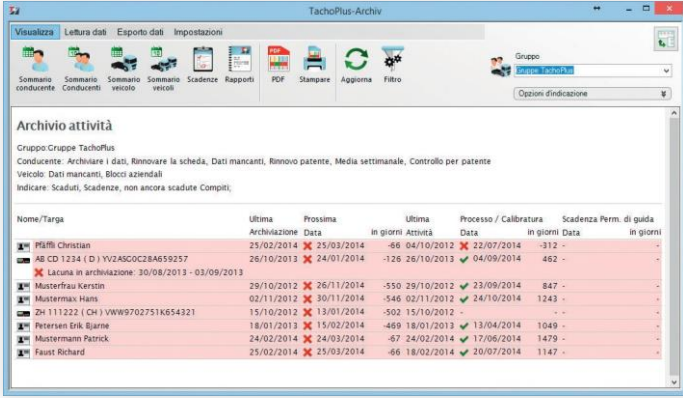 TachoPlus-Archiv
Visualizza Lettura dati Esporto dati Impostazioni
Sommario conducente
Sommario Conducenti
Sommario veicolo
Sommario veicoli
Scadenze
Rapporti
PDF
Stampare
Aggiorna
Filtro
Gruppo
Gruppe TachoPlus
Opzioni d'indicazione
Archivio attività
Gruppo:Gruppe TachoPlus
Conducente: Archiviare i dati, Rinnovare la scheda, Dati mancanti, Rinnovo patente, Media settimanale, Controllo per patente
Veicolo: Dati mancanti, Blocci aziendali
Indicare: Scaduti, Scadenze, non ancora scadute Compiti;
Nome/Targa Ultima Prossima Ultima Processo / Calibratura Scadenza Perm. di guida
Archiviazione Data in giorni Attività Data in giorni Data in giorni
Pfäffli Christian 25/02/2014 25/03/2014 -66 04/10/2012 22/07/2014 -312 - -
AB CD 1234 ( D ) YV2ASG0C28A659257 26/10/2013 24/01/2014 -126 26/10/2013 04/09/2014 462 - -
Lacuna in archiviazione: 30/08/2013 - 03/09/2013
Musterfrau Kerstin 29/10/2012 26/11/2014 -550 29/10/2012 23/09/2014 847 - -
Mustermax Hans 02/11/2012 30/11/2014 -546 02/11/2012 24/10/2014 1243 - -
ZH 111222 ( CH ) VWW9702751K654321 15/10/2012 13/01/2014 -502 15/10/2012 - - - -
Petersen Erik Bjarne 18/01/2013 15/02/2014 -469 18/01/2013 13/04/2014 1049 - -
Mustermann Patrick 24/02/2014 24/03/2014 -67 24/02/2014 17/06/2014 1479 - -
Faust Richard 25/02/2014 25/03/2014 -66 18/02/2014 20/07/2014 1147 - -